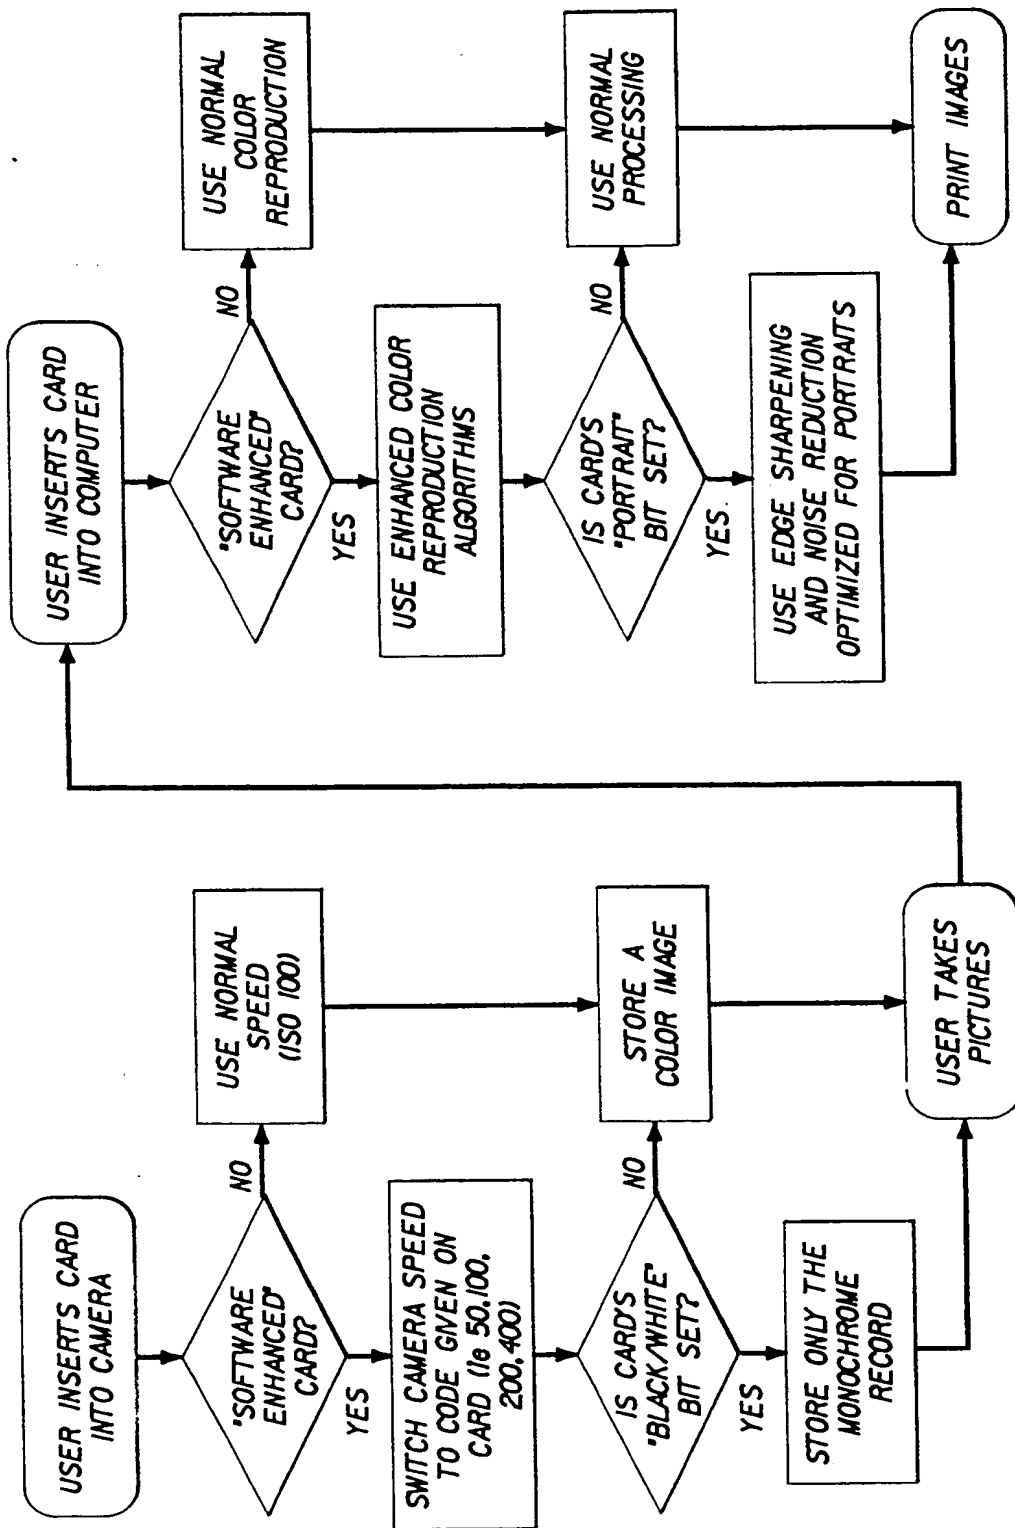 USER INSERTS CARD
INTO CAMERA
"SOFTWARE
ENHANCED"
CARD?
NO
USE NORMAL
SPEED
(ISO 100)
YES
SWITCH CAMERA SPEED
TO CODE GIVEN ON
CARD (Ie 50,100,
200,400)
IS CARD'S
"BLACK/WHITE"
BIT SET?
NO
STORE A
COLOR IMAGE
YES
STORE ONLY THE
MONOCHROME
RECORD
USER TAKES
PICTURES
USER INSERTS CARD
INTO COMPUTER
"SOFTWARE
ENHANCED"
CARD?
NO
USE NORMAL
COLOR
REPRODUCTION
YES
USE ENHANCED COLOR
REPRODUCTION
ALGORITHMS
IS CARD'S
"PORTRAIT"
BIT SET?
NO
USE NORMAL
PROCESSING
YES.
USE EDGE SHARPENING
AND NOISE REDUCTION
OPTIMIZED FOR PORTRAITS
PRINT IMAGES